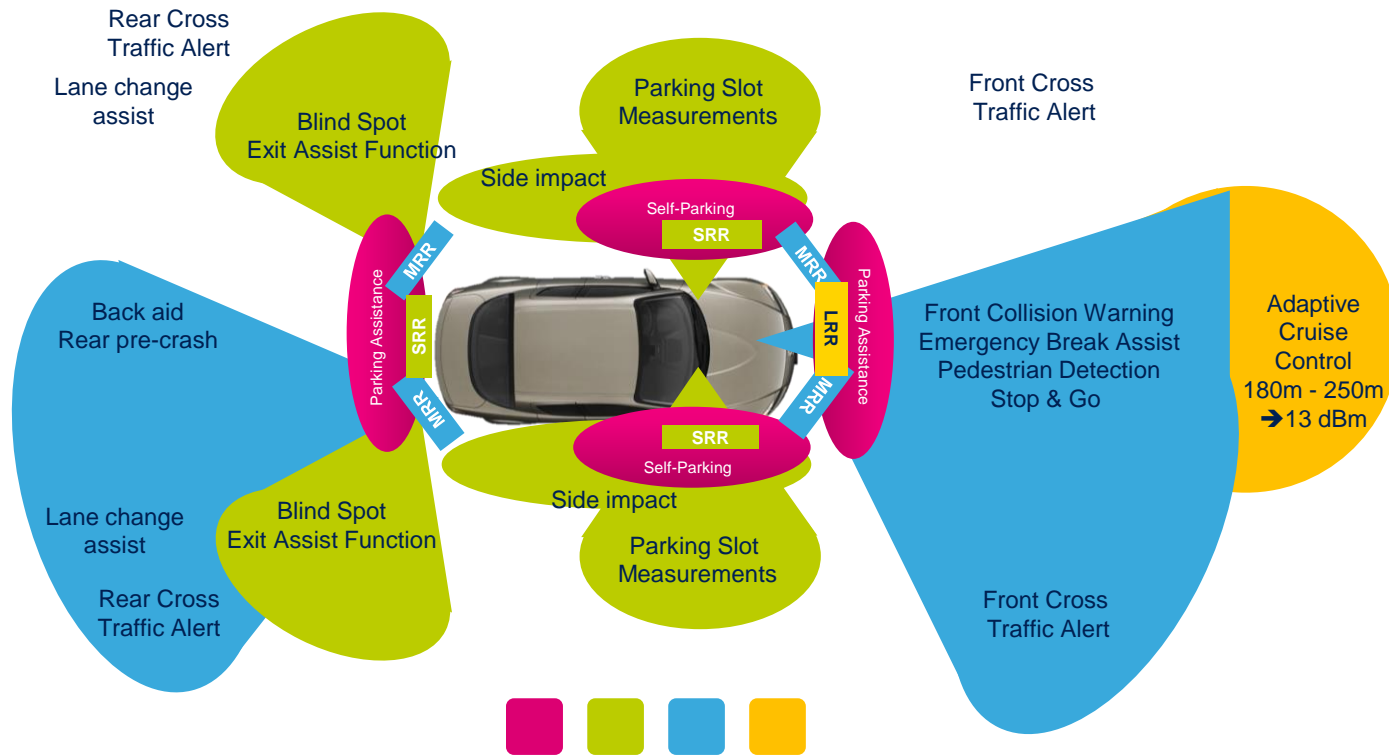 Rear Cross
Traffic Alert
Lane change
assist
Blind Spot
Exit Assist Function
Parking Slot
Measurements
Front Cross
Traffic Alert
Side impact
Self-Parking
SRR
MRR
MRR
Parking Assistance
SRR
MRR
Back aid
Rear pre-crash
LRR
MRR
Parking Assistance
Front Collision Warning
Emergency Break Assist
Pedestrian Detection
Stop & Go
Adaptive
Cruise
Control
180m - 250m
➔13 dBm
SRR
Self-Parking
Side impact
Lane change
assist
Blind Spot
Exit Assist Function
Parking Slot
Measurements
Rear Cross
Traffic Alert
Front Cross
Traffic Alert